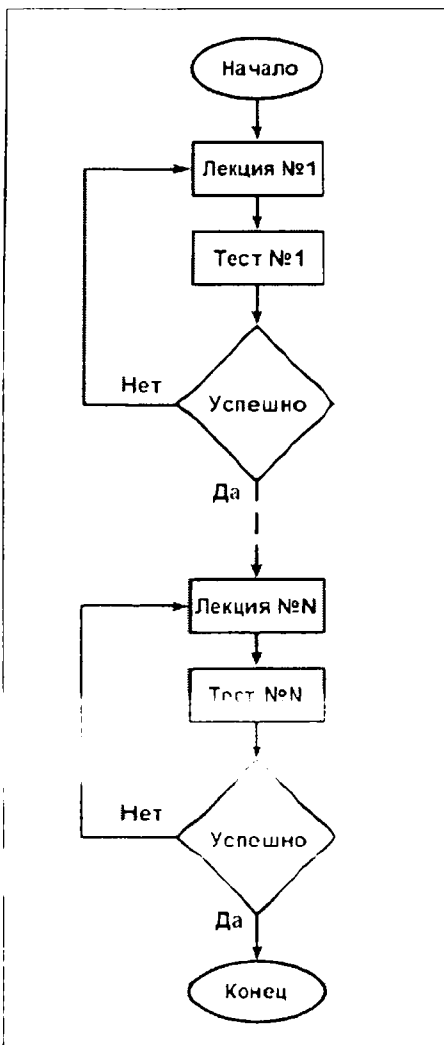 Начало
Лекция №1
Тест №1
Успешно
Нет
Да
Лекция №N
Тест №N
Успешно
Нет
Да
Конец